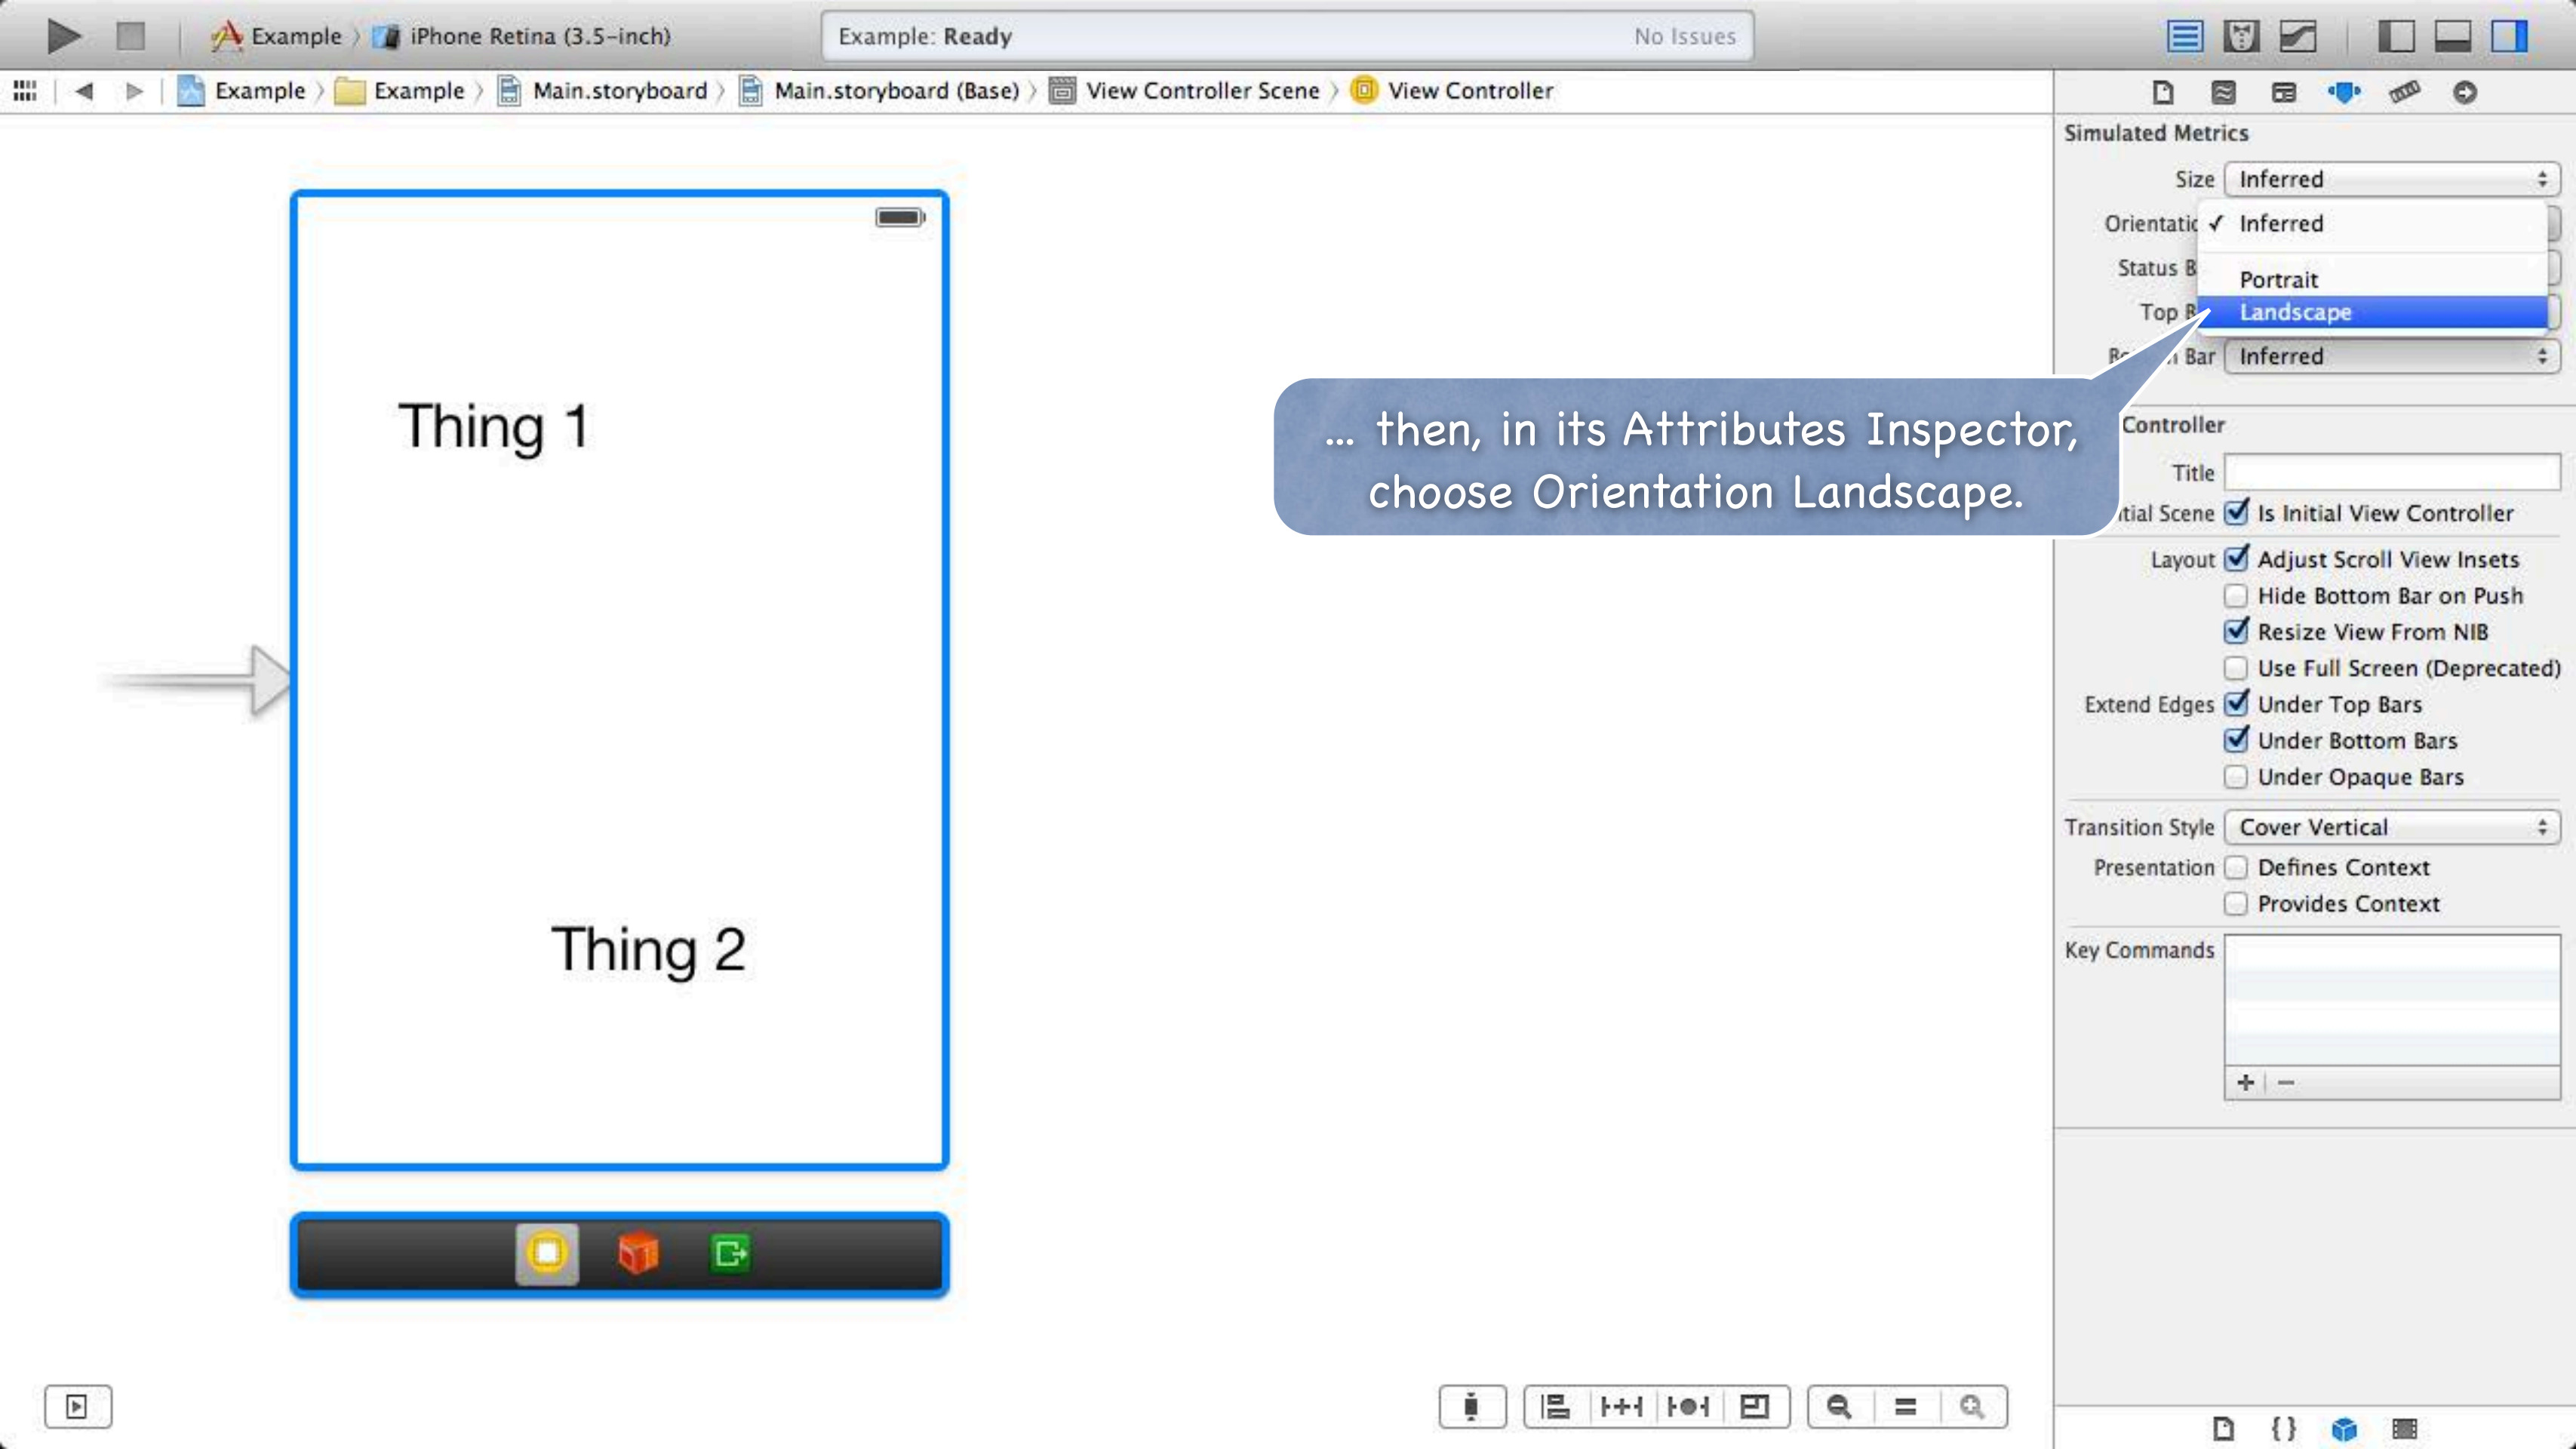 Example
iPhone Retina (3.5-inch)
Example: Ready
No Issues
Example
Example
Main.storyboard
Main.storyboard (Base)
View Controller Scene
View Controller
Simulated Metrics
Size
Inferred
Orientatio
✓ Inferred
Status B
Portrait
Top B
Landscape
Bar
Inferred
... then, in its Attributes Inspector,
choose Orientation Landscape.
Controller
Title
itial Scene
Is Initial View Controller
Layout
Adjust Scroll View Insets
Hide Bottom Bar on Push
Resize View From NIB
Use Full Screen (Deprecated)
Extend Edges
Under Top Bars
Under Bottom Bars
Under Opaque Bars
Transition Style
Cover Vertical
Presentation
Defines Context
Provides Context
Key Commands
Thing 1
Thing 2